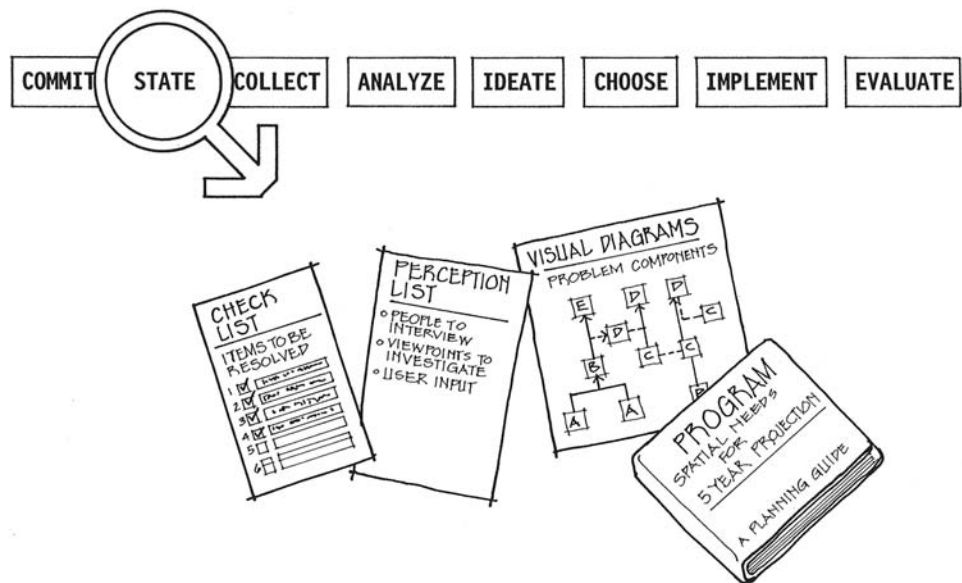 COMMIT STATE COLLECT ANALYZE IDEATE CHOOSE IMPLEMENT EVALUATE
CHECK
LIST
ITEMS TO BE
RESOLVED
1
2
3
4
5
6
PERCEPTION
LIST
PEOPLE TO
INTERVIEW
VIEWPOINTS TO
INVESTIGATE
USER INPUT
VISUAL DIAGRAMS
PROBLEM COMPONENTS
E D D
D C
B C C
A A
PROGRAM
SPATIAL NEEDS
FOR
5 YEAR PROJECTION
A PLANNING GUIDE